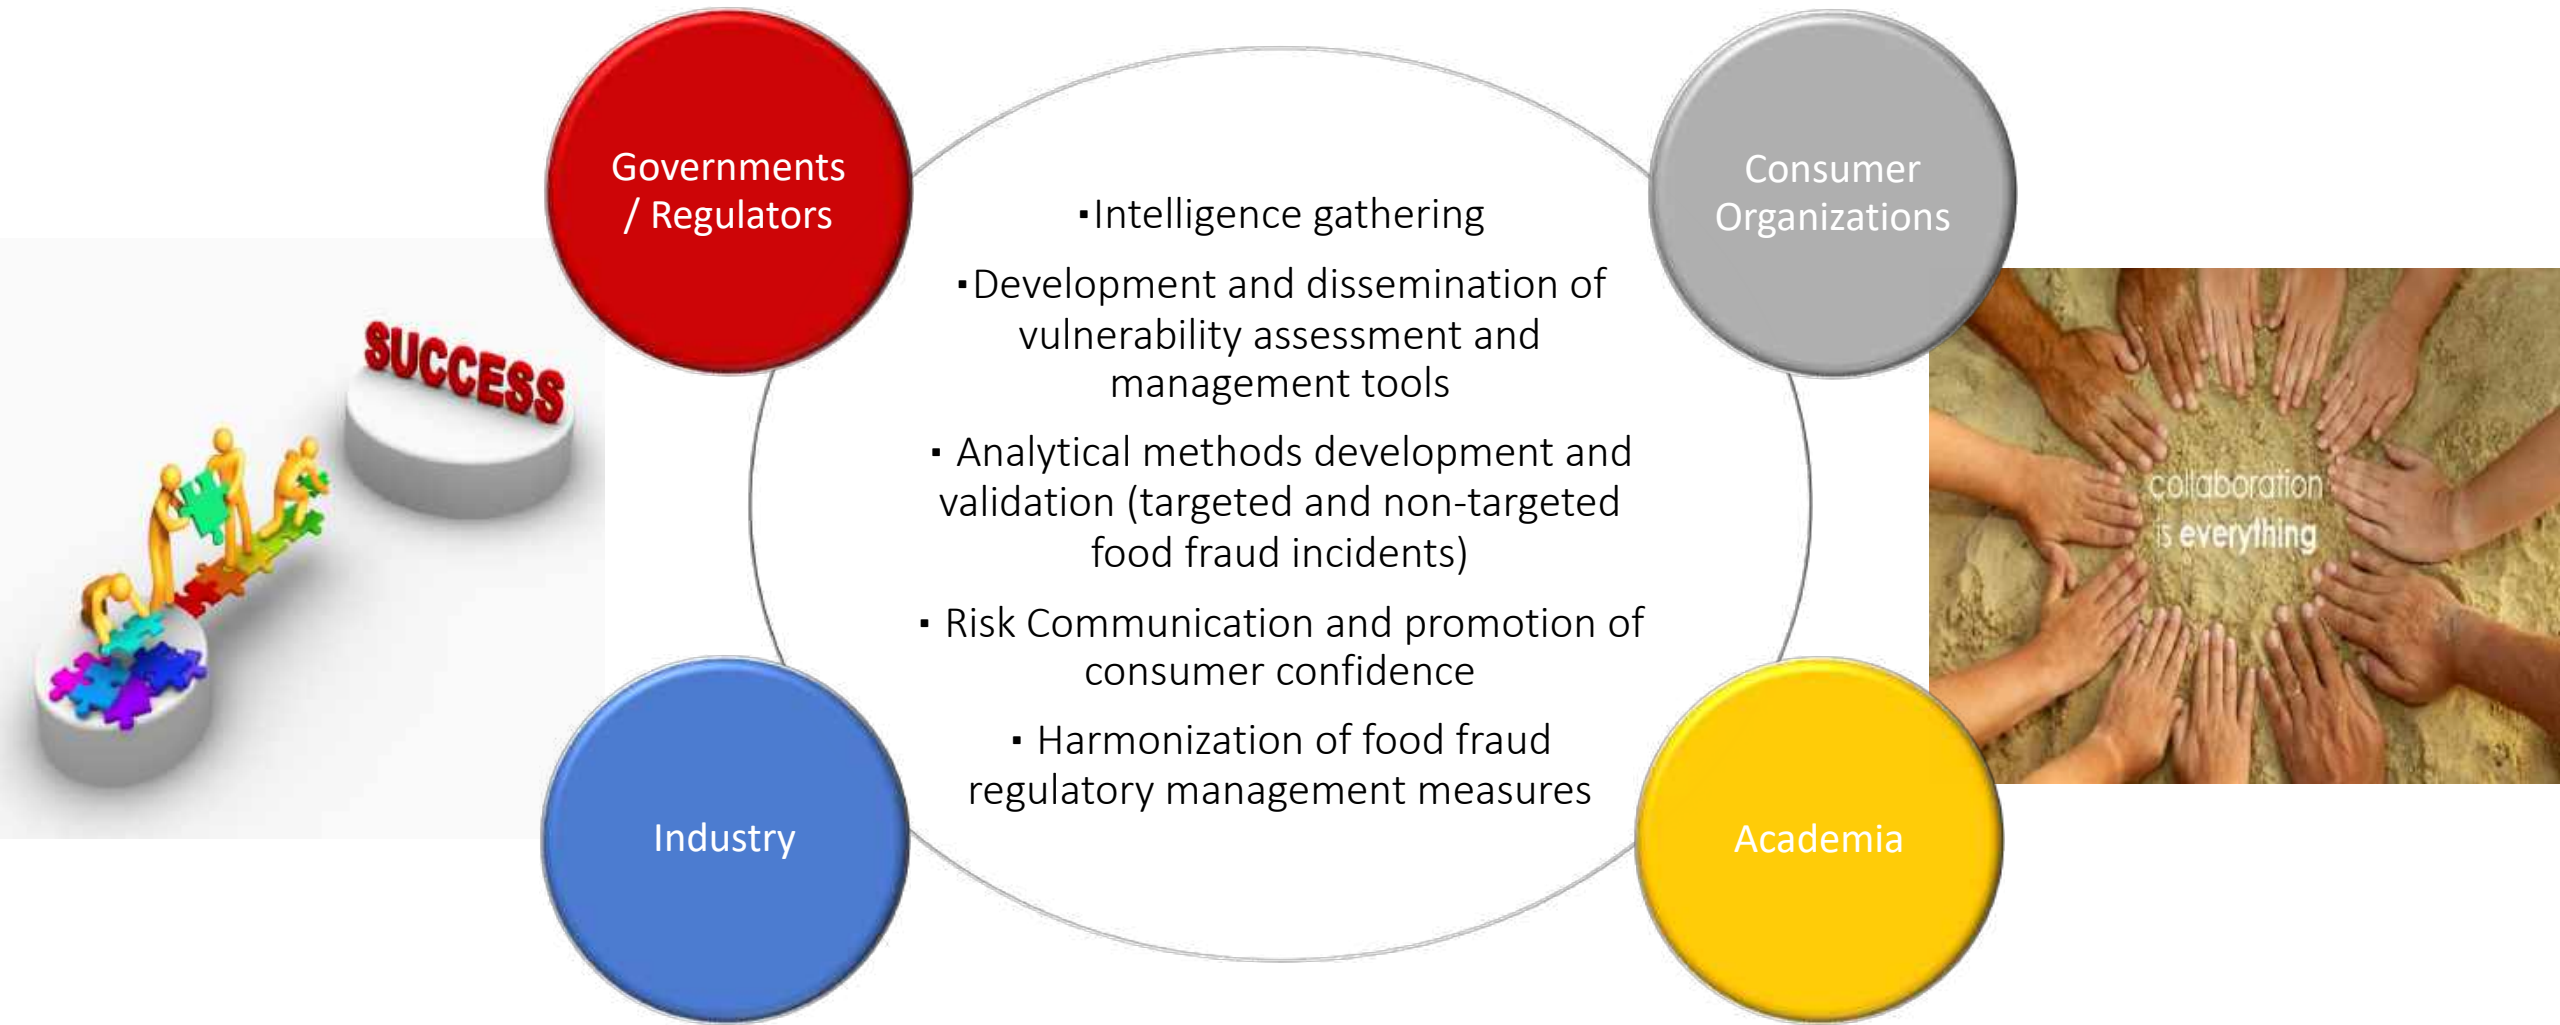 Governments
/ Regulators
Consumer
Organizations
▪Intelligence gathering
▪Development and dissemination of
vulnerability assessment and
management tools
▪ Analytical methods development and
validation (targeted and non-targeted
food fraud incidents)
▪ Risk Communication and promotion of
consumer confidence
▪ Harmonization of food fraud
regulatory management measures
SUCCESS
collaboration
is everything
Industry
Academia